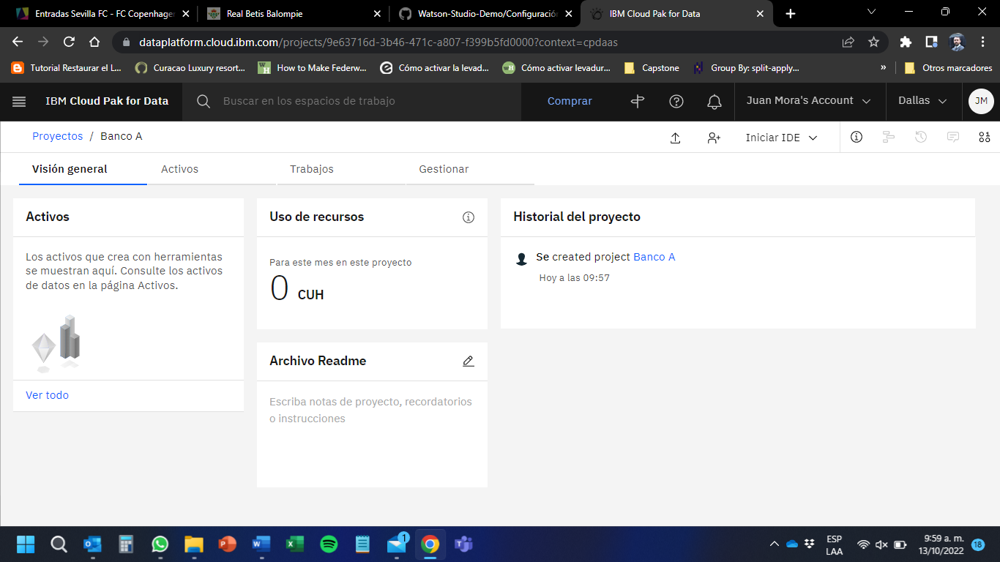 Entradas Sevilla FC - FC Copenhagen
Real Betis Balompie
Watson-Studio-Demo/Configuración
IBM Cloud Pak for Data
dataplatform.cloud.ibm.com/projects/9e63716d-3b46-471c-a807-f399b5fd0000?context=cpdaas
Tutorial Restaurar el L...
Curacao Luxury resort...
How to Make Federw...
Cómo activar la levad...
Cómo activar levadur...
Capstone
Group By: split-apply...
»
Otros marcadores
IBM Cloud Pak for Data
Buscar en los espacios de trabajo
Comprar
Juan Mora's Account
Dallas
JM
Proyectos / Banco A
Iniciar IDE
Visión general
Activos
Trabajos
Gestionar
Activos
Los activos que crea con herramientas
se muestran aquí. Consulte los activos
de datos en la página Activos.
Ver todo
Uso de recursos
Para este mes en este proyecto
0 CUH
Archivo Readme
Escriba notas de proyecto, recordatorios
o instrucciones
Historial del proyecto
Se created project Banco A
Hoy a las 09:57
1
ESP
LAA
9:59 a. m.
13/10/2022
18